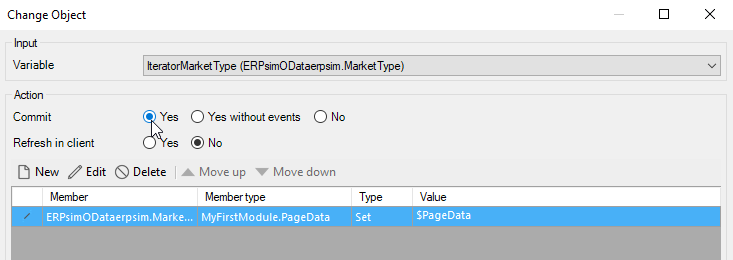 Change Object
Input
Variable IteratorMarketType (ERPsimODataerpsim.MarketType)
Action
Commit Yes Yes without events No
Refresh in client Yes No
New Edit Delete Move up Move down
Member Member type Type Value
ERPsimODataerpsim.Marke... MyFirstModule.PageData Set $PageData